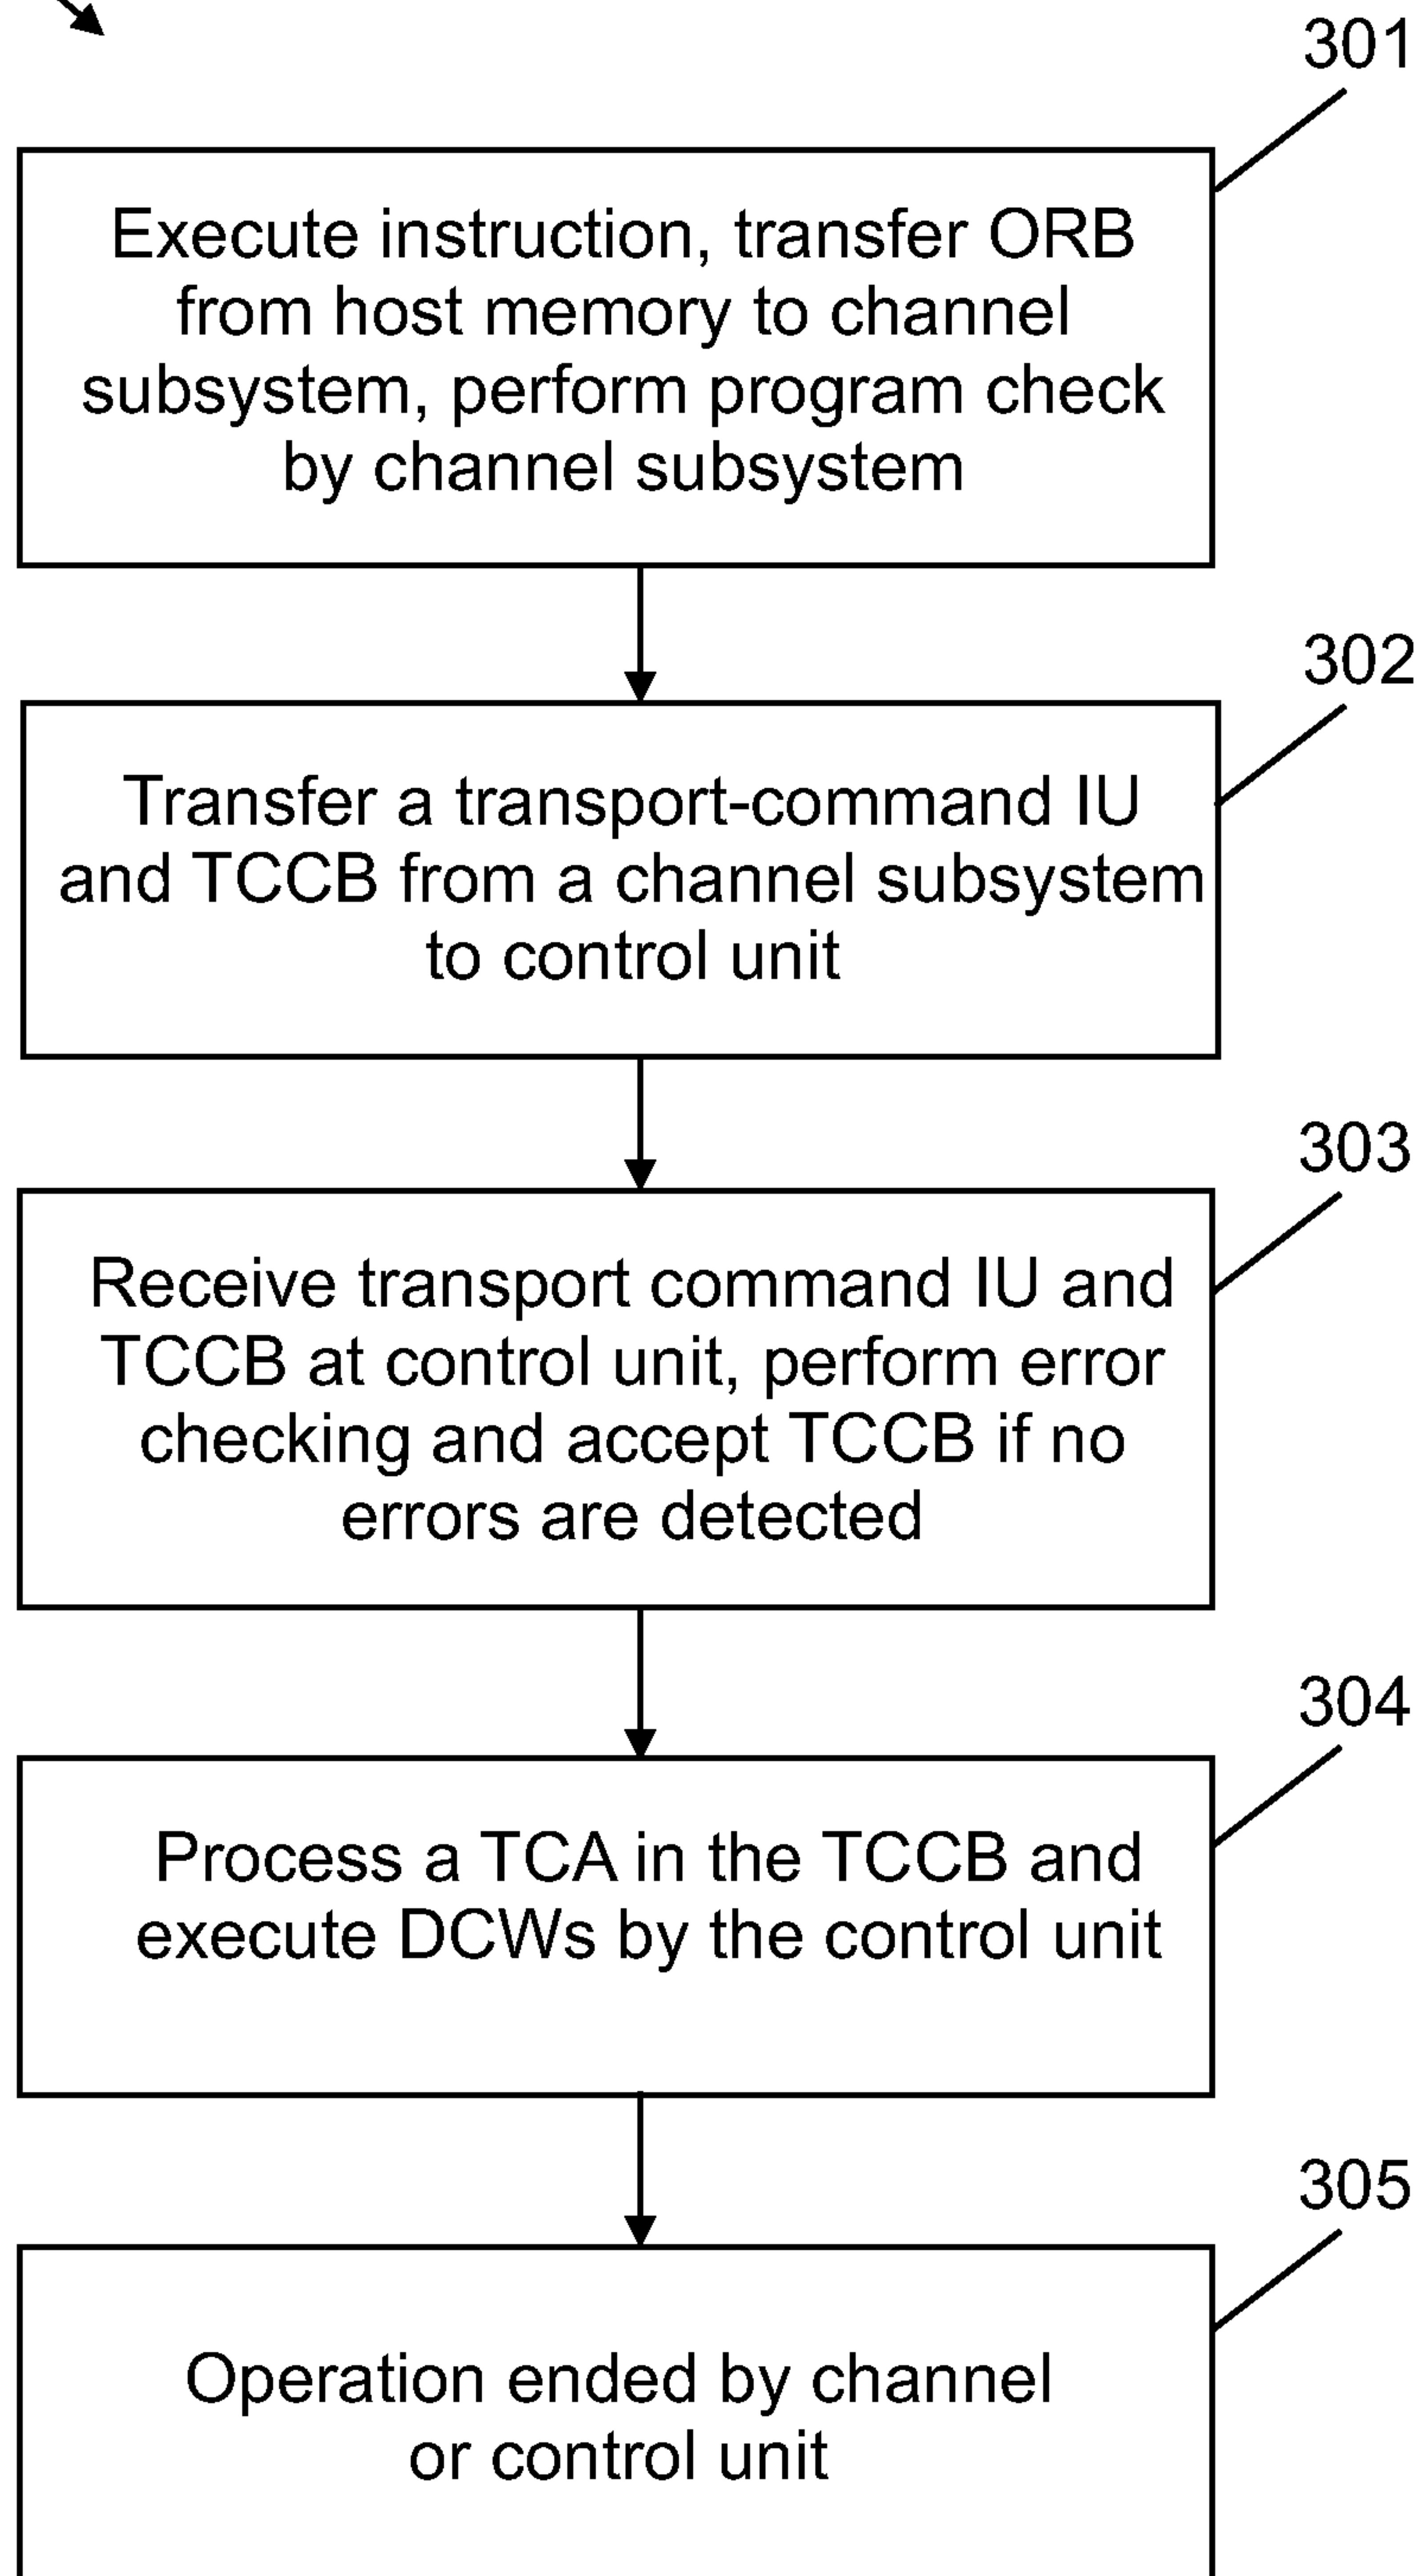 301
Execute instruction, transfer ORB
from host memory to channel
subsystem, perform program check
by channel subsystem
302
Transfer a transport-command IU
and TCCB from a channel subsystem
to control unit
303
Receive transport command IU and
TCCB at control unit, perform error
checking and accept TCCB if no
errors are detected
304
Process a TCA in the TCCB and
execute DCWs by the control unit
305
Operation ended by channel
or control unit